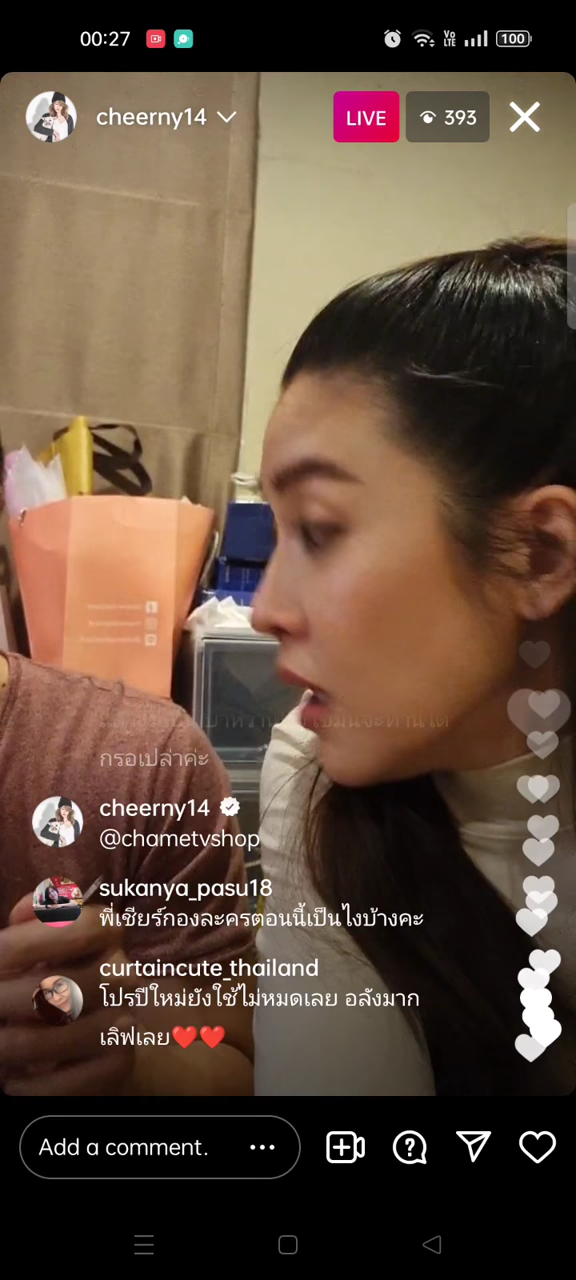 00:27
Vo
LTE
100
cheerny14
LIVE
393
กรอเปล่าค่ะ
cheerny14
@chametvshop
sukanya_pasu18
พี่เชียร์กองละครตอนนี้เป็นไงบ้างคะ
curtaincute_thailand
โปรปีใหม่ยังใช้ไม่หมดเลย อลังมาก
เลิฟเลย❤️❤️
Add a comment.